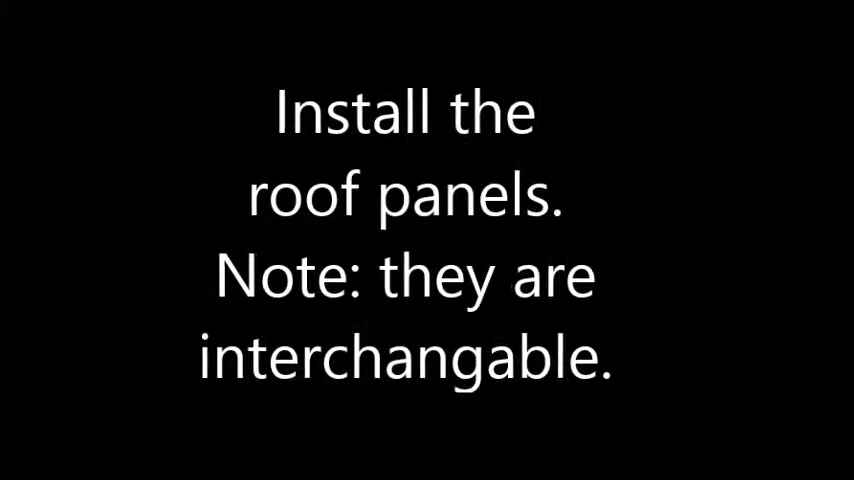 Install the
roof panels.
Note: they are
interchangable.